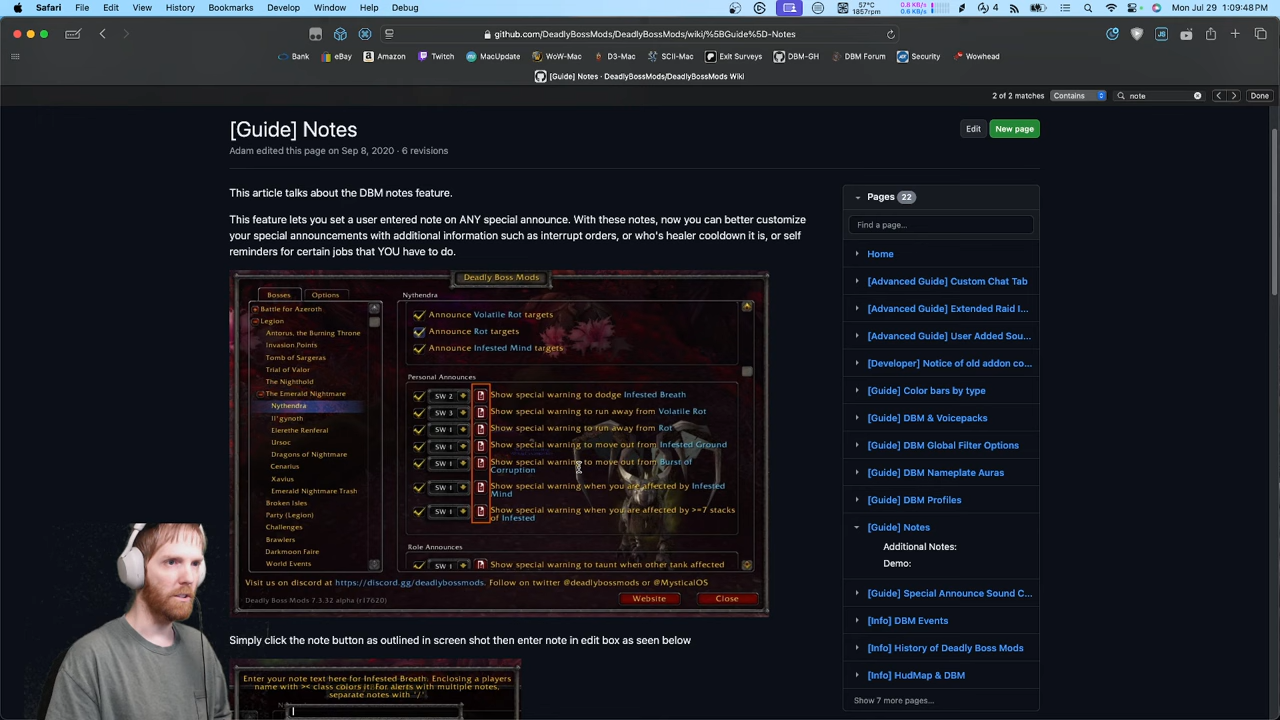 Safari File Edit View History Bookmarks Window Help Debug
57°C
1857rpm
0.8 KB/s
0.6 KB/s
4
Mon Jul 29 1:09:48 PM
github.com/DeadlyBossMods/DeadlyBossMods/wiki/%5BGuide%5D-Notes
Bank eBay Amazon Twitch MacUpdate WoW-Mac D3-Mac SCII-Mac Exit Surveys DBM-GH DBM Forum Security Wowhead
[Guide] Notes · DeadlyBossMods/DeadlyBossMods Wiki
2 of 2 matches Contains note Done
[Guide] Notes
Edit New page
Adam edited this page on Sep 8, 2020 · 6 revisions
This article talks about the DBM notes feature.
This feature lets you set a user entered note on ANY special announce. With these notes, now you can better customize
your special announcements with additional information such as interrupt orders, or who's healer cooldown it is, or self
reminders for certain jobs that YOU have to do.
Deadly Boss Mods
Bosses Options
Battle for Azeroth
Legion
Antorus, the Burning Throne
Invasion Points
Tomb of Sargeras
Trial of Valor
The Nighthold
The Emerald Nightmare
Nythendra
Il'gynoth
Elerethe Renferal
Ursoc
Dragons of Nightmare
Cenarius
Xavius
Emerald Nightmare Trash
Broken Isles
Party (Legion)
Challenges
Brawlers
Darkmoon Faire
World Events
Nythendra
Announce Volatile Rot targets
Announce Rot targets
Announce Infested Mind targets
Personal Announces
SW 2 Show special warning to dodge Infested Breath
SW 3 Show special warning to run away from Volatile Rot
SW 1 Show special warning to run away from Rot
SW 1 Show special warning to move out from Infested Ground
SW 1 Show special warning to move out from Burst of
Corruption
SW 1 Show special warning when you are affected by Infested
Mind
SW 1 Show special warning when you are affected by >=7 stacks
of Infested
Role Announces
SW 1 Show special warning to taunt when other tank affected
Visit us on discord at https://discord.gg/deadlybossmods. Follow on twitter @deadlybossmods or @MysticalOS
Deadly Boss Mods 7.3.32 alpha (r17620)
Website Close
Simply click the note button as outlined in screen shot then enter note in edit box as seen below
Enter your note text here for Infested Breath. Enclosing a players
name with >< class colors it. For alerts with multiple notes,
separate notes with '/'
Pages 22
Find a page...
Home
[Advanced Guide] Custom Chat Tab
[Advanced Guide] Extended Raid I...
[Advanced Guide] User Added Sou...
[Developer] Notice of old addon co...
[Guide] Color bars by type
[Guide] DBM & Voicepacks
[Guide] DBM Global Filter Options
[Guide] DBM Nameplate Auras
[Guide] DBM Profiles
[Guide] Notes
Additional Notes:
Demo:
[Guide] Special Announce Sound C...
[Info] DBM Events
[Info] History of Deadly Boss Mods
[Info] HudMap & DBM
Show 7 more pages...